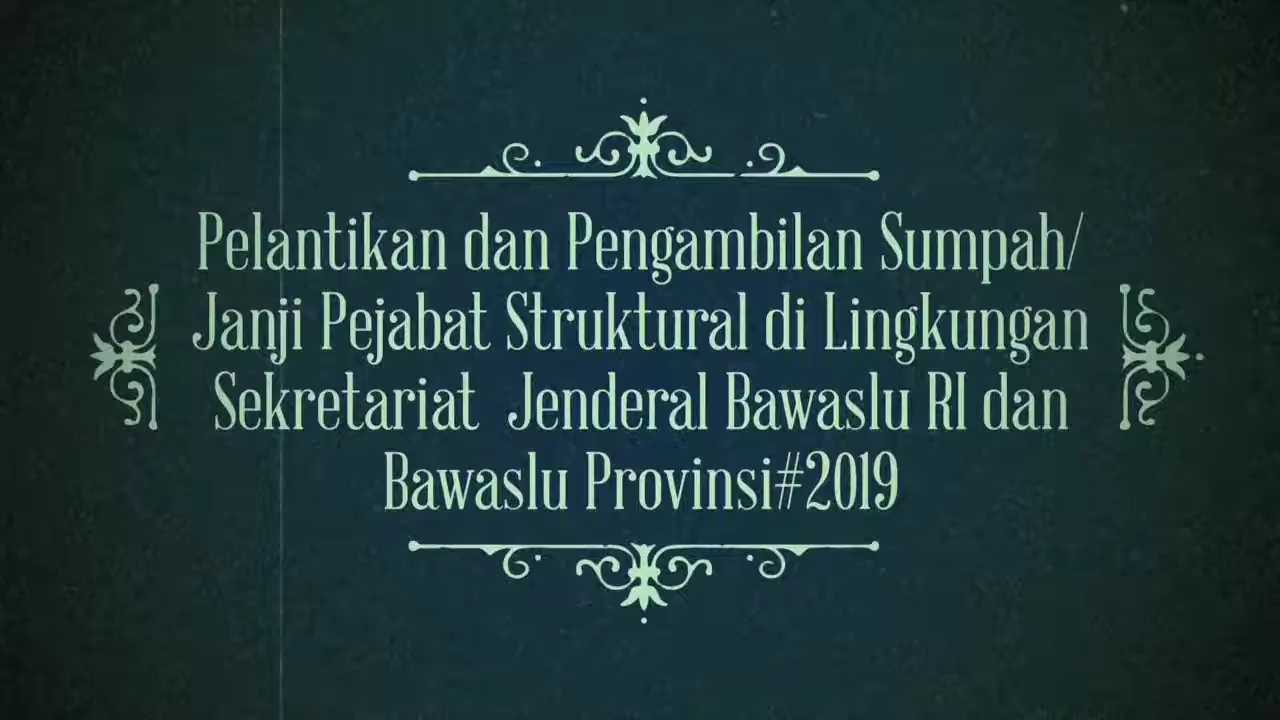 Pelantikan dan Pengambilan Sumpah/
Janji Pejabat Struktural di Lingkungan
Sekretariat  Jenderal Bawaslu RI dan
Bawaslu Provinsi#2019